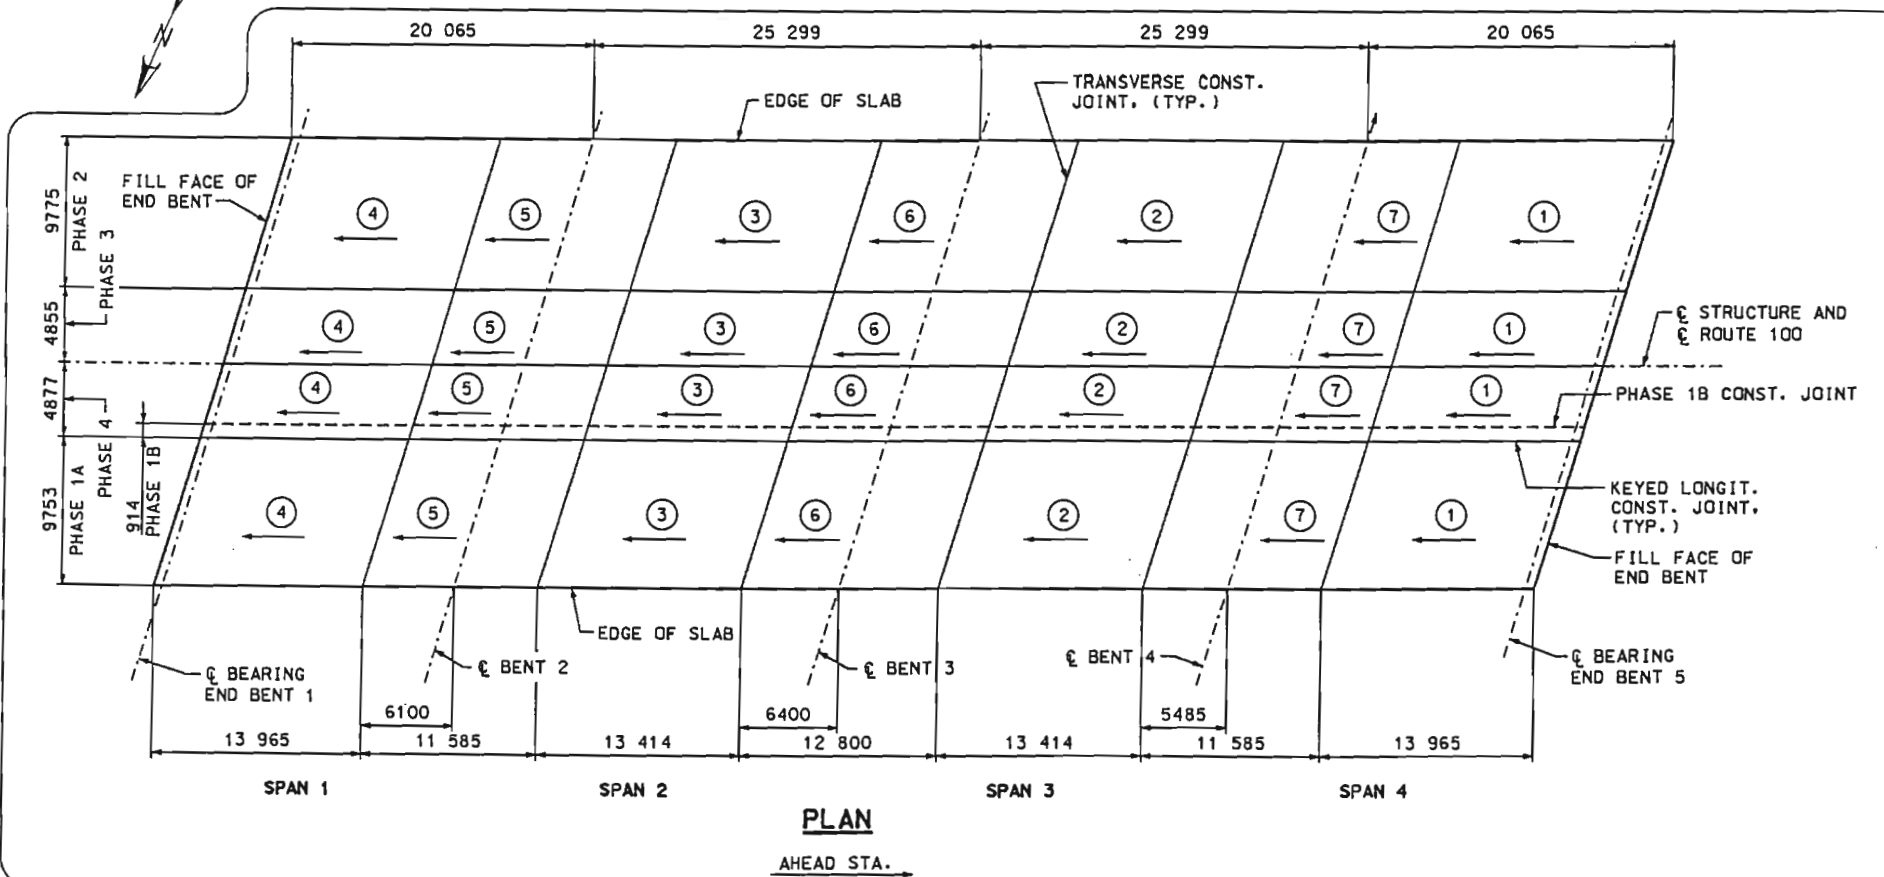 N
20 065
25 299
25 299
20 065
TRANSVERSE CONST.
JOINT. (TYP.)
EDGE OF SLAB
FILL FACE OF
END BENT
9775
PHASE 2
4855
PHASE 3
4877
PHASE 4
9753
PHASE 1A
914
PHASE 1B
4
5
3
6
2
7
1
4
5
3
6
2
7
1
4
5
3
6
2
7
1
4
5
3
6
2
7
1
℄ STRUCTURE AND
℄ ROUTE 100
PHASE 1B CONST. JOINT
KEYED LONGIT.
CONST. JOINT.
(TYP.)
FILL FACE OF
END BENT
EDGE OF SLAB
℄ BEARING
END BENT 1
℄ BENT 2
℄ BENT 3
℄ BENT 4
℄ BEARING
END BENT 5
6100
6400
5485
13 965
11 585
13 414
12 800
13 414
11 585
13 965
SPAN 1
SPAN 2
SPAN 3
SPAN 4
PLAN
AHEAD STA.